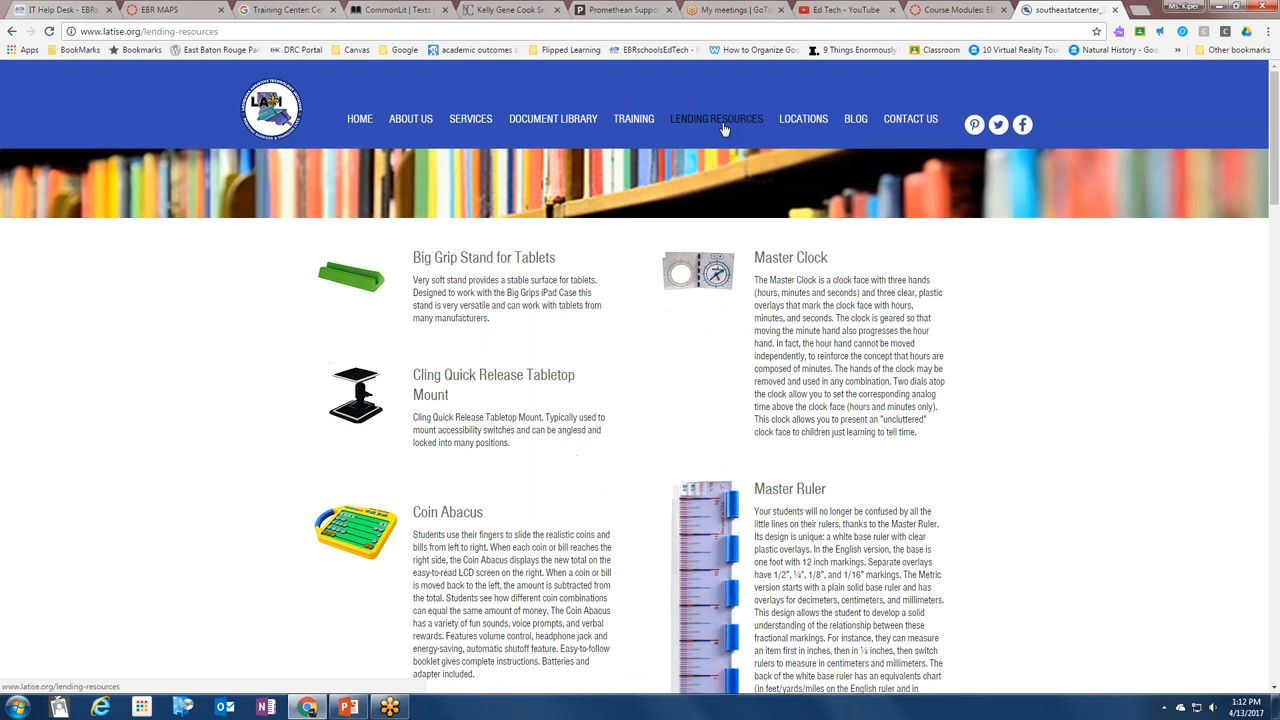 IT Help Desk - EBRs
EBR MAPS
Training Center: Cen
CommonLit | Texts
Kelly Gene Cook Sr.
Promethean Suppor
My meetings | GoTo
Ed Tech - YouTube
Course Modules: EB
southeastatcenter_
Ms. Kiper
www.latise.org/lending-resources
Apps
BookMarks
Bookmarks
East Baton Rouge Par
DRC Portal
Canvas
Google
academic outcomes
Flipped Learning
EBRschoolsEdTech - H
How to Organize Go
9 Things Enormously
Classroom
10 Virtual Reality Tou
Natural History - Goo
Other bookmarks
HOME
ABOUT US
SERVICES
DOCUMENT LIBRARY
TRAINING
LENDING RESOURCES
LOCATIONS
BLOG
CONTACT US
Big Grip Stand for Tablets
Very soft stand provides a stable surface for tablets.
Designed to work with the Big Grips iPad Case this
stand is very versatile and can work with tablets from
many manufacturers.
Cling Quick Release Tabletop
Mount
Cling Quick Release Tabletop Mount. Typically used to
mount accessibility switches and can be anglesd and
locked into many positions.
Coin Abacus
Students use their fingers to slide the realistic coins and
bills from left to right. When each coin or bill reaches the
right side, the Coin Abacus displays the new total on the
easy-to-read LCD screen on the right. When a coin or bill
is moved back to the left, the amount is subtracted from
the total. Students see how different coin combinations
can equal the same amount of money. The Coin Abacus
has a variety of fun sounds, voice prompts, and verbal
rewards. Features volume control, headphone jack and
energy-saving, automatic shutoff feature. Easy-to-follow
booklet gives complete instructions. Batteries and
adapter included.
Master Clock
The Master Clock is a clock face with three hands
(hours, minutes and seconds) and three clear, plastic
overlays that mark the clock face with hours,
minutes, and seconds. The clock is geared so that
moving the minute hand also progresses the hour
hand. In fact, the hour hand cannot be moved
independently, to reinforce the concept that hours are
composed of minutes. The hands of the clock may be
removed and used in any combination. Two dials atop
the clock allow you to set the corresponding analog
time above the clock face (hours and minutes only).
This clock allows you to present an "uncluttered"
clock face to children just learning to tell time.
Master Ruler
Your students will no longer be confused by all the
little lines on their rulers, thanks to the Master Ruler.
Its design is unique: a white base ruler with clear
plastic overlays. In the English version, the base is
one foot with 12 inch markings. Separate overlays
have 1/2", ¼", 1/8", and 1/16" markings. The Metric
version starts with a plain solid base ruler and has
overlays for decimeters, centimeters, and millimeters.
This design allows the student to develop a solid
understanding of the relationship between these
fractional markings. For instance, they can measure
an item first in inches, then in ¼ inches, then switch
rulers to measure in centimeters and millimeters. The
back of the white base ruler has an equivalents chart
(in feet/yards/miles on the English ruler and in
www.latise.org/lending-resources
1:12 PM
4/13/2017